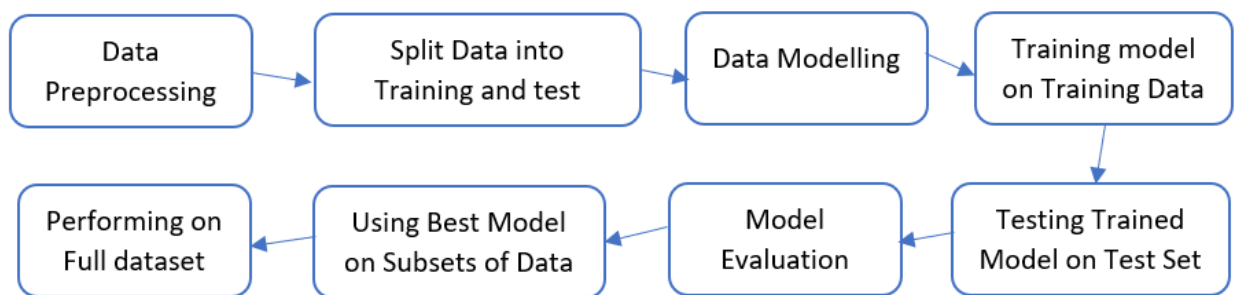 Data
Preprocessing
Split Data into
Training and test
Data Modelling
Training model
on Training Data
Testing Trained
Model on Test Set
Model
Evaluation
Using Best Model
on Subsets of Data
Performing on
Full dataset